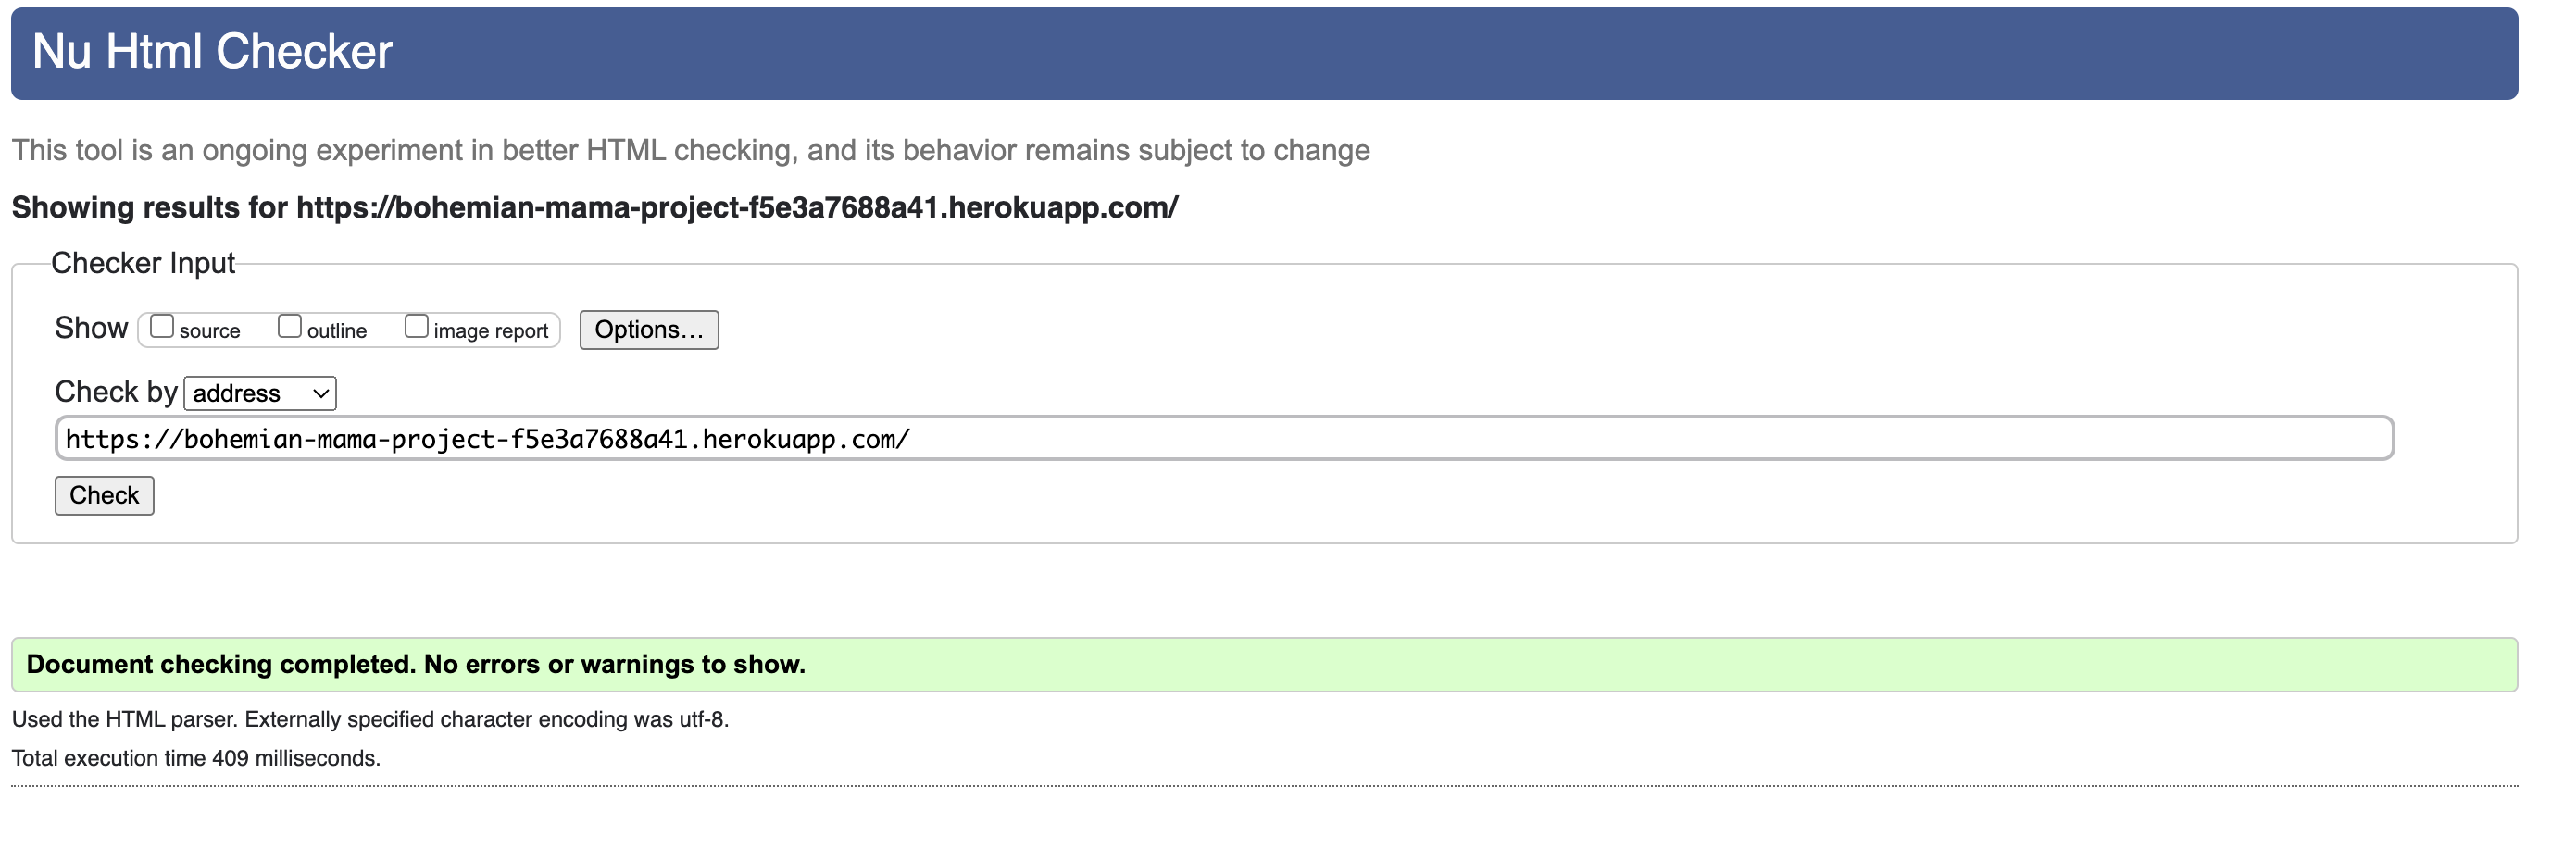 Nu Html Checker
This tool is an ongoing experiment in better HTML checking, and its behavior remains subject to change
Showing results for https://bohemian-mama-project-f5e3a7688a41.herokuapp.com/
Checker Input
Show source outline image report Options...
Check by address
https://bohemian-mama-project-f5e3a7688a41.herokuapp.com/
Check
Document checking completed. No errors or warnings to show.
Used the HTML parser. Externally specified character encoding was utf-8.
Total execution time 409 milliseconds.